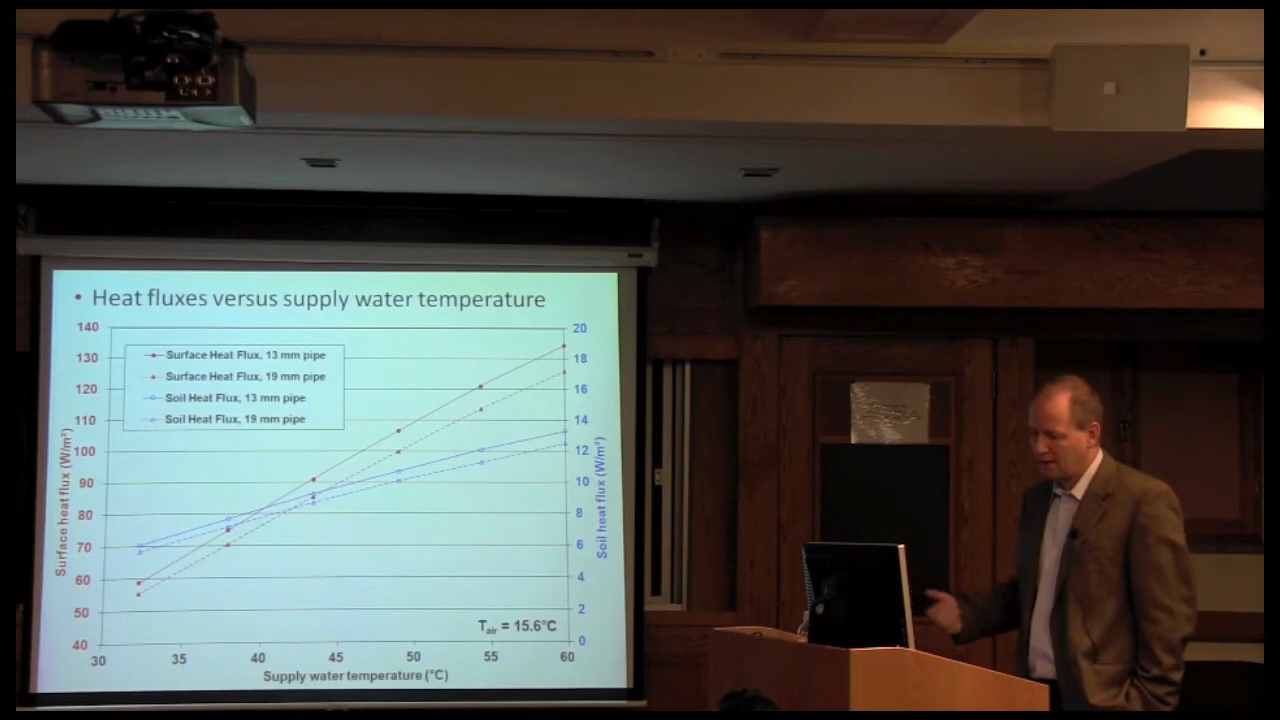 • Heat fluxes versus supply water temperature
140
130
120
110
100
90
80
70
60
50
40
Surface heat flux (W/m²)
Surface Heat Flux, 13 mm pipe
Surface Heat Flux, 19 mm pipe
Soil Heat Flux, 13 mm pipe
Soil Heat Flux, 19 mm pipe
20
18
16
14
12
10
8
6
4
2
0
Soil heat flux (W/m²)
Tair = 15.6°C
30 35 40 45 50 55 60
Supply water temperature (°C)